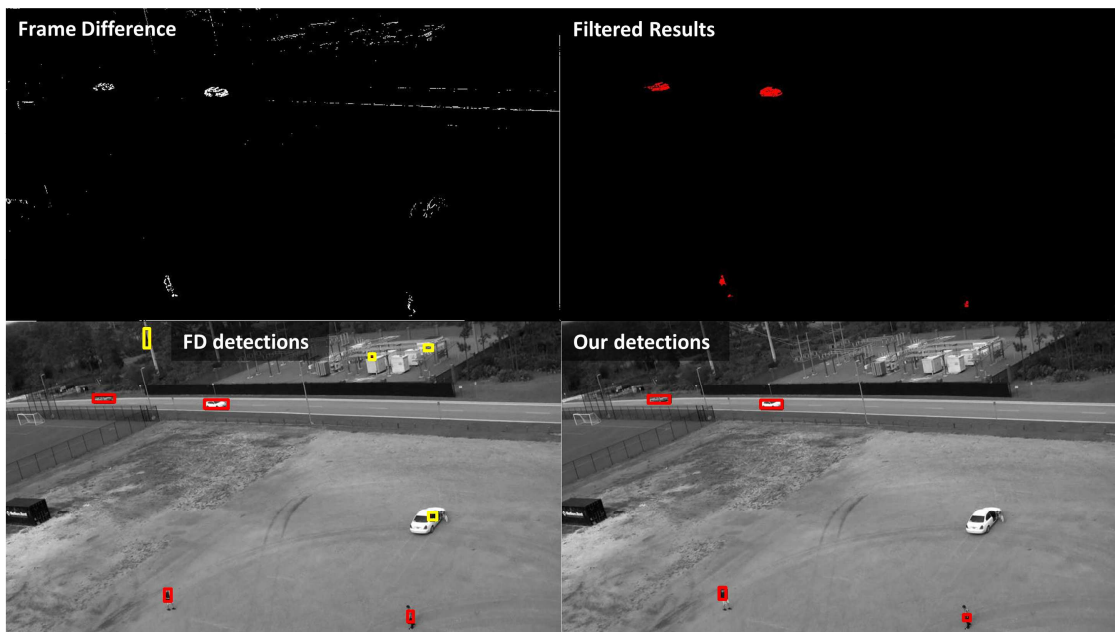 Frame Difference
Filtered Results
FD detections
Our detections